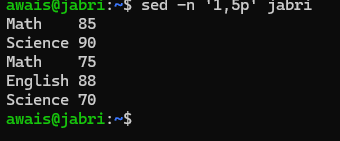 awais@jabri:~$ sed -n '1,5p' jabri
Math    85
Science 90
Math    75
English 88
Science 70
awais@jabri:~$